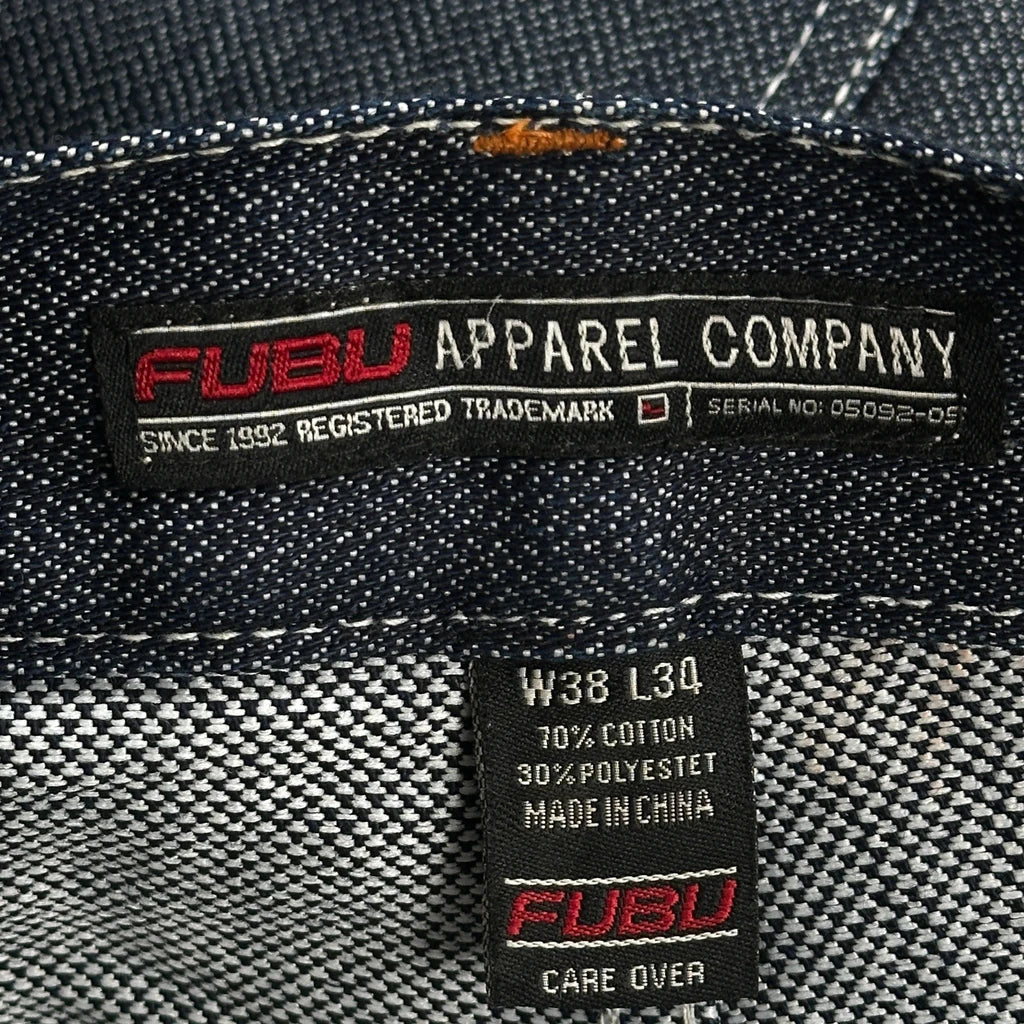 FUBU APPAREL COMPANY
SINCE 1992 REGISTERED TRADEMARK SERIAL NO: 05092-05
W38 L34
70% COTTON
30% POLYESTET
MADE IN CHINA
FUBU
CARE OVER